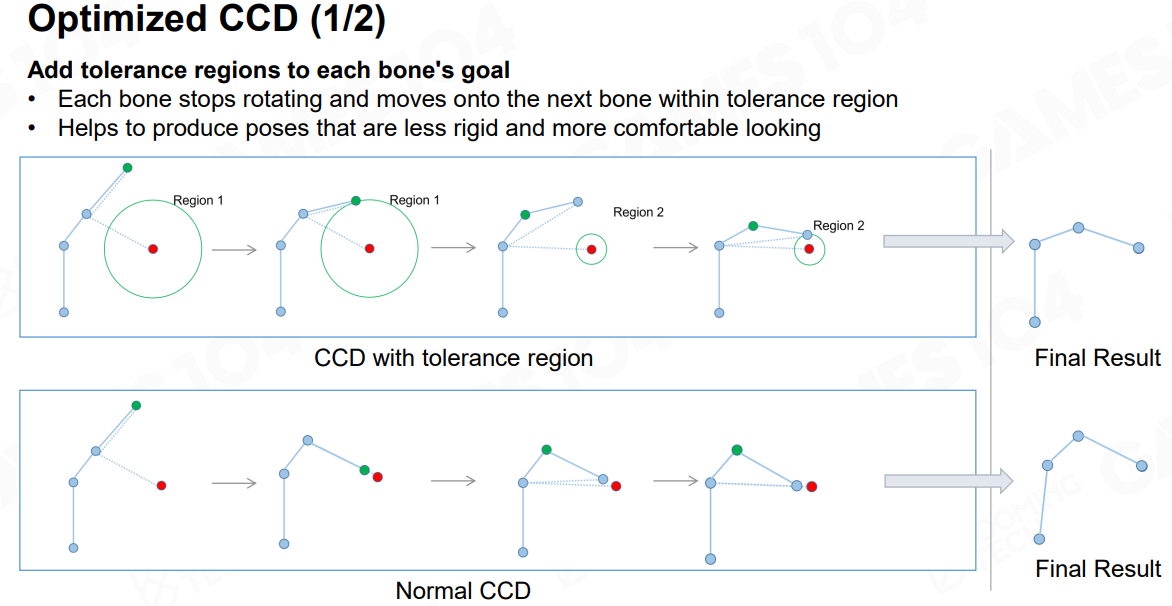 Optimized CCD (1/2)
Add tolerance regions to each bone's goal
• Each bone stops rotating and moves onto the next bone within tolerance region
• Helps to produce poses that are less rigid and more comfortable looking
Region 1
Region 1
Region 2
Region 2
CCD with tolerance region
Final Result
Normal CCD
Final Result